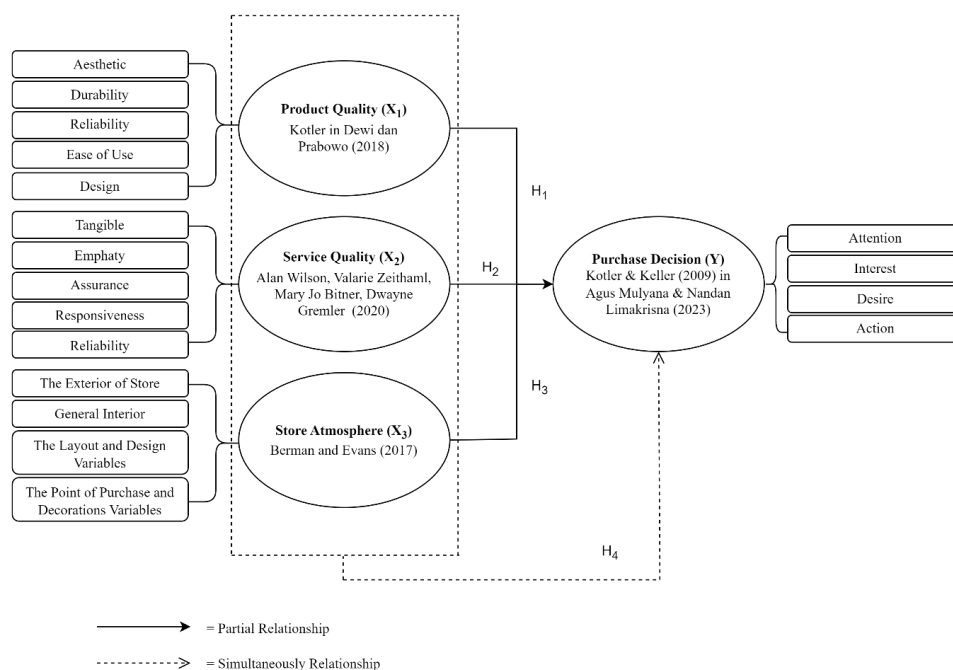 Aesthetic
Durability
Reliability
Ease of Use
Design
Product Quality (X₁)
Kotler in Dewi dan
Prabowo (2018)
H₁
Tangible
Emphaty
Assurance
Responsiveness
Reliability
Service Quality (X₂)
Alan Wilson, Valarie Zeithaml,
Mary Jo Bitner, Dwayne
Gremler (2020)
H₂
Purchase Decision (Y)
Kotler & Keller (2009) in
Agus Mulyana & Nandan
Limakrisna (2023)
Attention
Interest
Desire
Action
The Exterior of Store
General Interior
The Layout and Design
Variables
The Point of Purchase and
Decorations Variables
Store Atmosphere (X₃)
Berman and Evans (2017)
H₃
H₄
= Partial Relationship
= Simultaneously Relationship